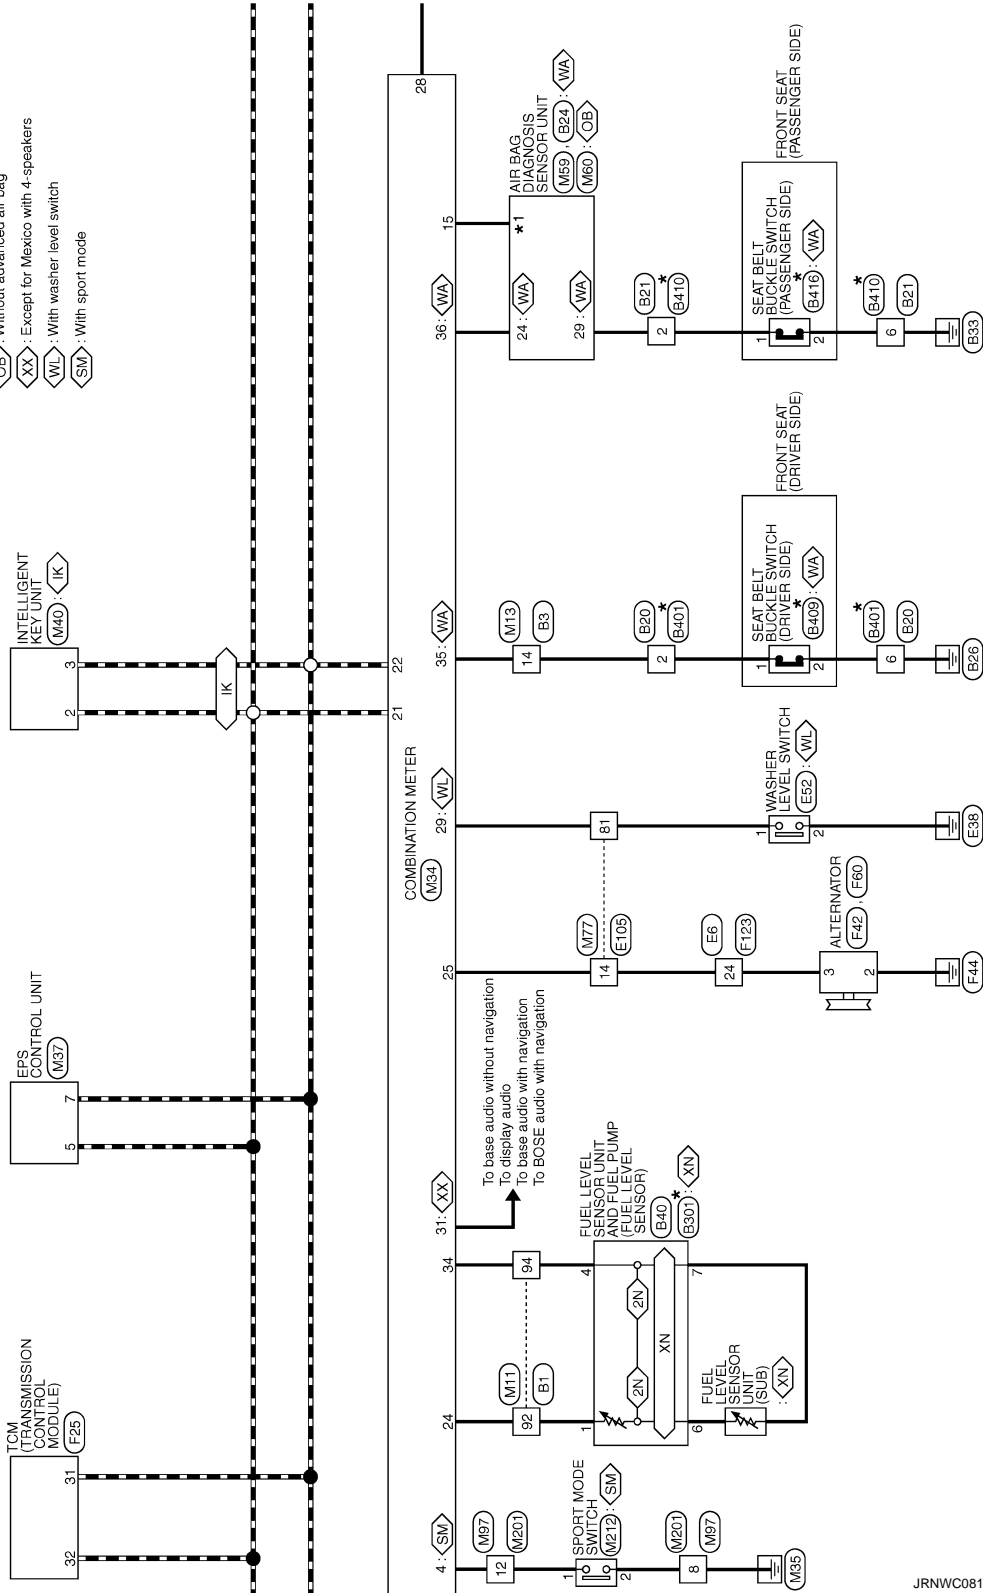 TCM
(TRANSMISSION
CONTROL
MODULE)
F25
32
31
EPS
CONTROL UNIT
M37
5
7
INTELLIGENT
KEY UNIT
M40 : IK
2
3
IK
OB : Without advanced air bag
XX : Except for Mexico with 4-speakers
WL : With washer level switch
SM : With sport mode
21
22
28
COMBINATION METER
M34
4 : SM
24
34
31 : XX
25
29 : WL
35 : WA
36 : WA
15
M97
12
M201
SPORT MODE
SWITCH
M212 : SM
1
2
M201
8
M97
M35
M11
92
94
B1
FUEL LEVEL
SENSOR UNIT
AND FUEL PUMP
(FUEL LEVEL
SENSOR)
B40
* B301 : XN
1
4
2N
2N
XN
6
7
FUEL
LEVEL
SENSOR
UNIT
(SUB)
: XN
To base audio without navigation
To display audio
To base audio with navigation
To BOSE audio with navigation
M77
14
81
E105
E6
24
F123
ALTERNATOR
F42 , F60
3
2
F44
WASHER
LEVEL SWITCH
E52 : WL
1
2
E38
M13
14
B3
B20
2
* B401
FRONT SEAT
(DRIVER SIDE)
SEAT BELT
BUCKLE SWITCH
(DRIVER SIDE)
* B409 : WA
1
2
* B401
6
B20
B26
AIR BAG
DIAGNOSIS
SENSOR UNIT
M59 , B24 : WA
M60 : OB
24 : WA
*1
29 : WA
B21
2
* B410
FRONT SEAT
(PASSENGER SIDE)
SEAT BELT
BUCKLE SWITCH
(PASSENGER SIDE)
* B416 : WA
1
2
* B410
6
B21
B33
JRNWC081